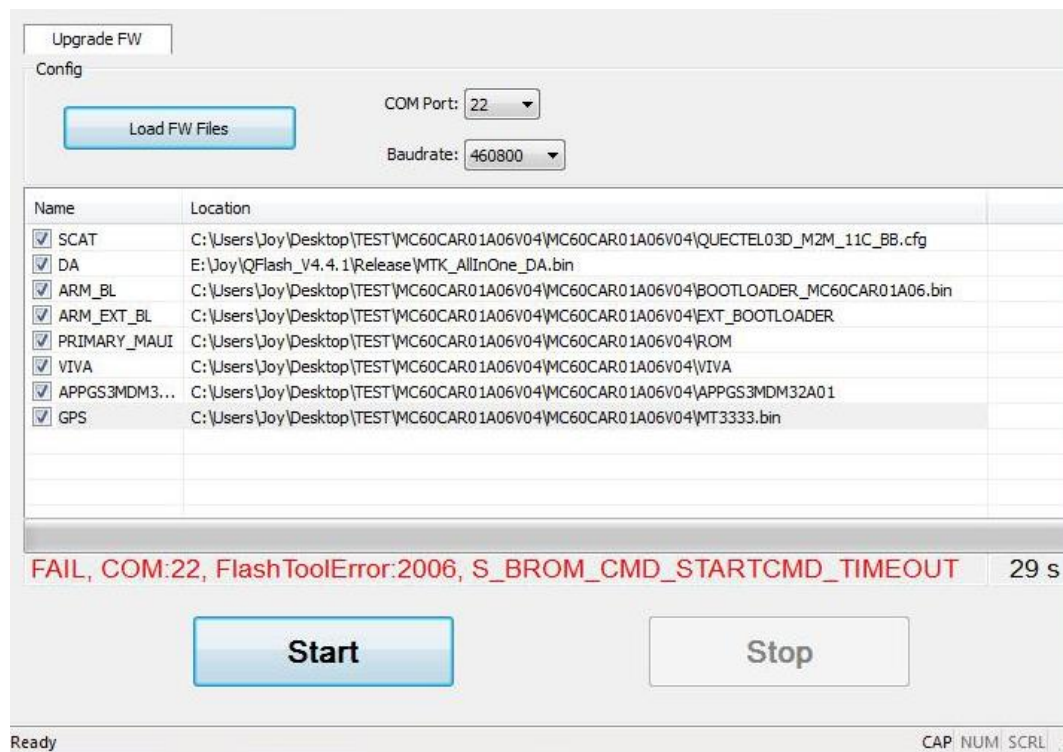 Upgrade FW
Config
Load FW Files
COM Port: 22
Baudrate: 460800
Name Location
SCAT C:\Users\Joy\Desktop\TEST\MC60CAR01A06V04\MC60CAR01A06V04\QUECTEL03D_M2M_11C_BB.cfg
DA E:\Joy\QFlash_V4.4.1\Release\MTK_AllInOne_DA.bin
ARM_BL C:\Users\Joy\Desktop\TEST\MC60CAR01A06V04\MC60CAR01A06V04\BOOTLOADER_MC60CAR01A06.bin
ARM_EXT_BL C:\Users\Joy\Desktop\TEST\MC60CAR01A06V04\MC60CAR01A06V04\EXT_BOOTLOADER
PRIMARY_MAUI C:\Users\Joy\Desktop\TEST\MC60CAR01A06V04\MC60CAR01A06V04\ROM
VIVA C:\Users\Joy\Desktop\TEST\MC60CAR01A06V04\MC60CAR01A06V04\VIVA
APPGS3MDM3... C:\Users\Joy\Desktop\TEST\MC60CAR01A06V04\MC60CAR01A06V04\APPGS3MDM32A01
GPS C:\Users\Joy\Desktop\TEST\MC60CAR01A06V04\MC60CAR01A06V04\MT3333.bin
FAIL, COM:22, FlashToolError:2006, S_BROM_CMD_STARTCMD_TIMEOUT 29 s
Start Stop
Ready CAP NUM SCRL